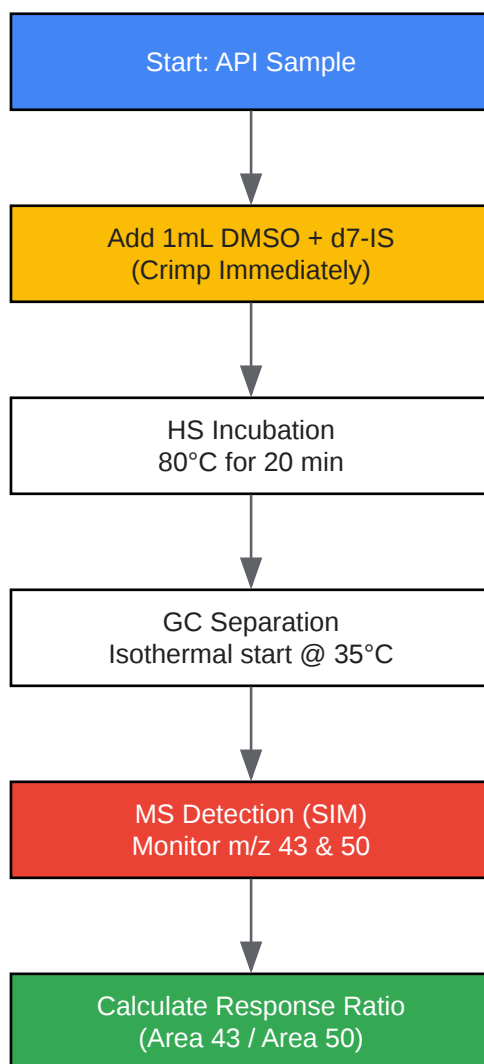 Start: API Sample
Add 1mL DMSO + d7-IS
(Crimp Immediately)
HS Incubation
80°C for 20 min
GC Separation
Isothermal start @ 35°C
MS Detection (SIM)
Monitor m/z 43 & 50
Calculate Response Ratio
(Area 43 / Area 50)